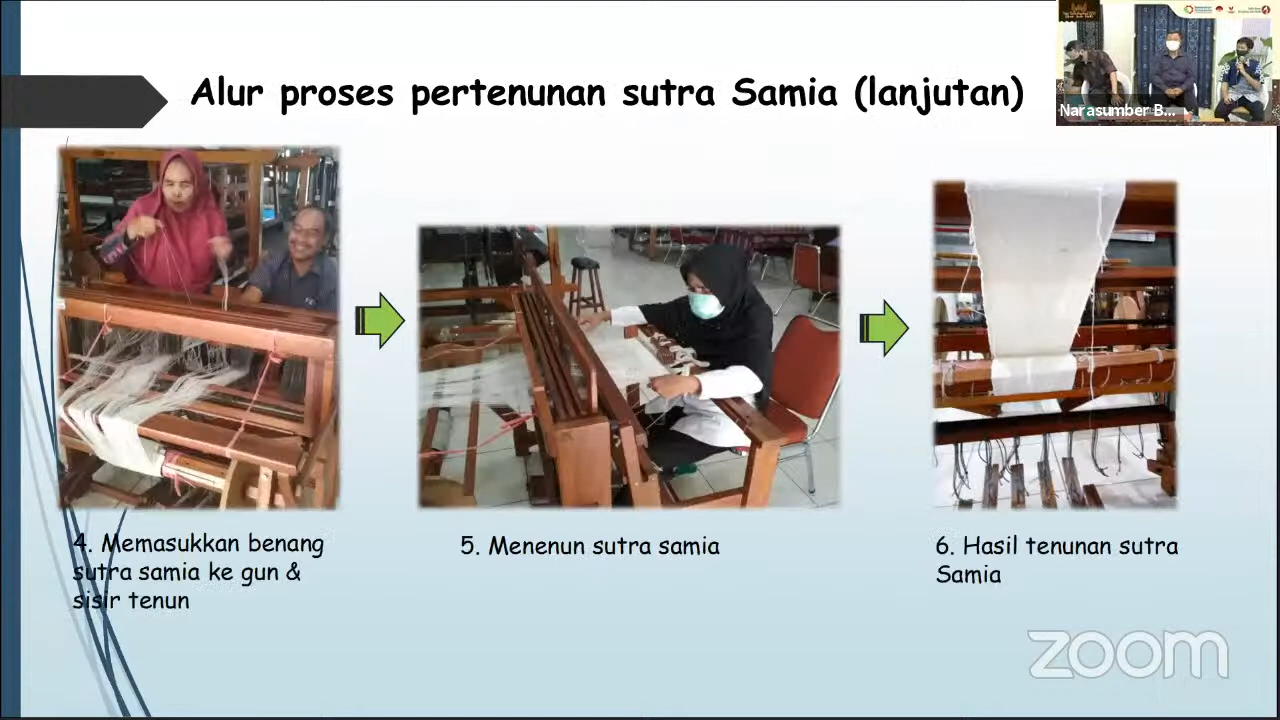 Alur proses pertenunan sutra Samia (lanjutan)
Narasumber B...
4. Memasukkan benang
sutra samia ke gun &
sisir tenun
5. Menenun sutra samia
6. Hasil tenunan sutra
Samia
zoom